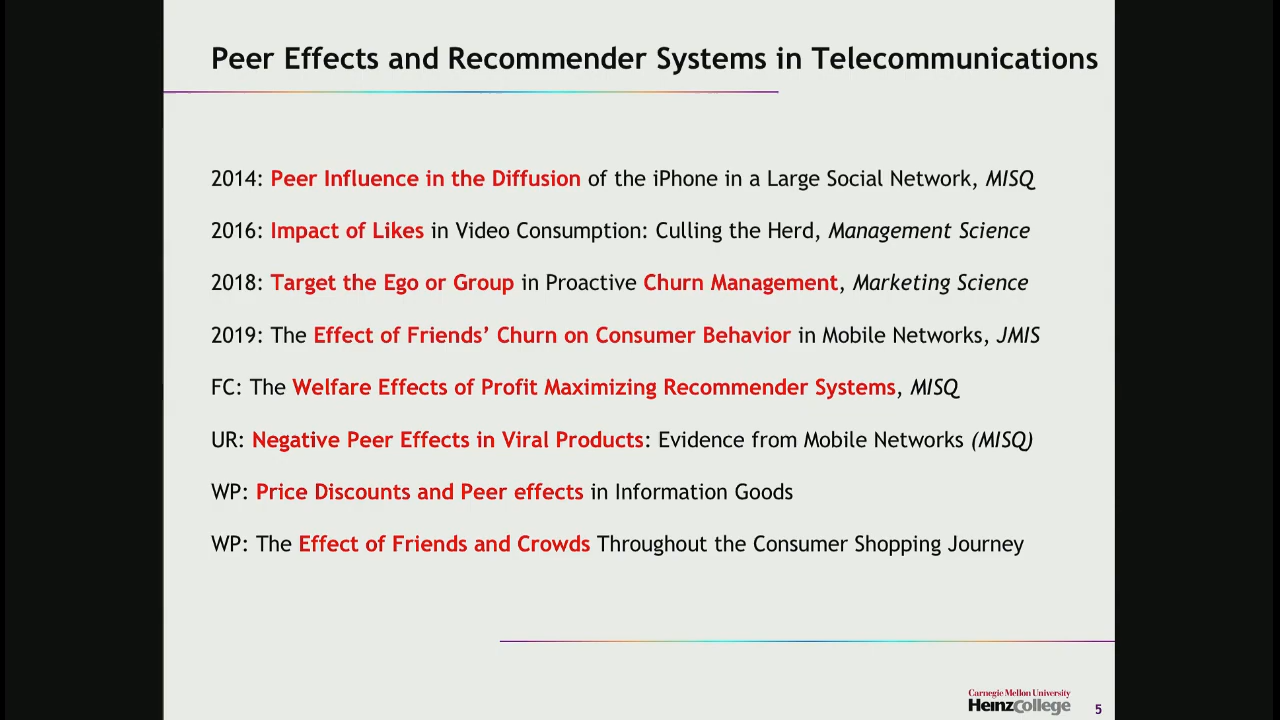 Peer Effects and Recommender Systems in Telecommunications
2014: Peer Influence in the Diffusion of the iPhone in a Large Social Network, MISQ
2016: Impact of Likes in Video Consumption: Culling the Herd, Management Science
2018: Target the Ego or Group in Proactive Churn Management, Marketing Science
2019: The Effect of Friends’ Churn on Consumer Behavior in Mobile Networks, JMIS
FC: The Welfare Effects of Profit Maximizing Recommender Systems, MISQ
UR: Negative Peer Effects in Viral Products: Evidence from Mobile Networks (MISQ)
WP: Price Discounts and Peer effects in Information Goods
WP: The Effect of Friends and Crowds Throughout the Consumer Shopping Journey
Carnegie Mellon University
HeinzCollege
5